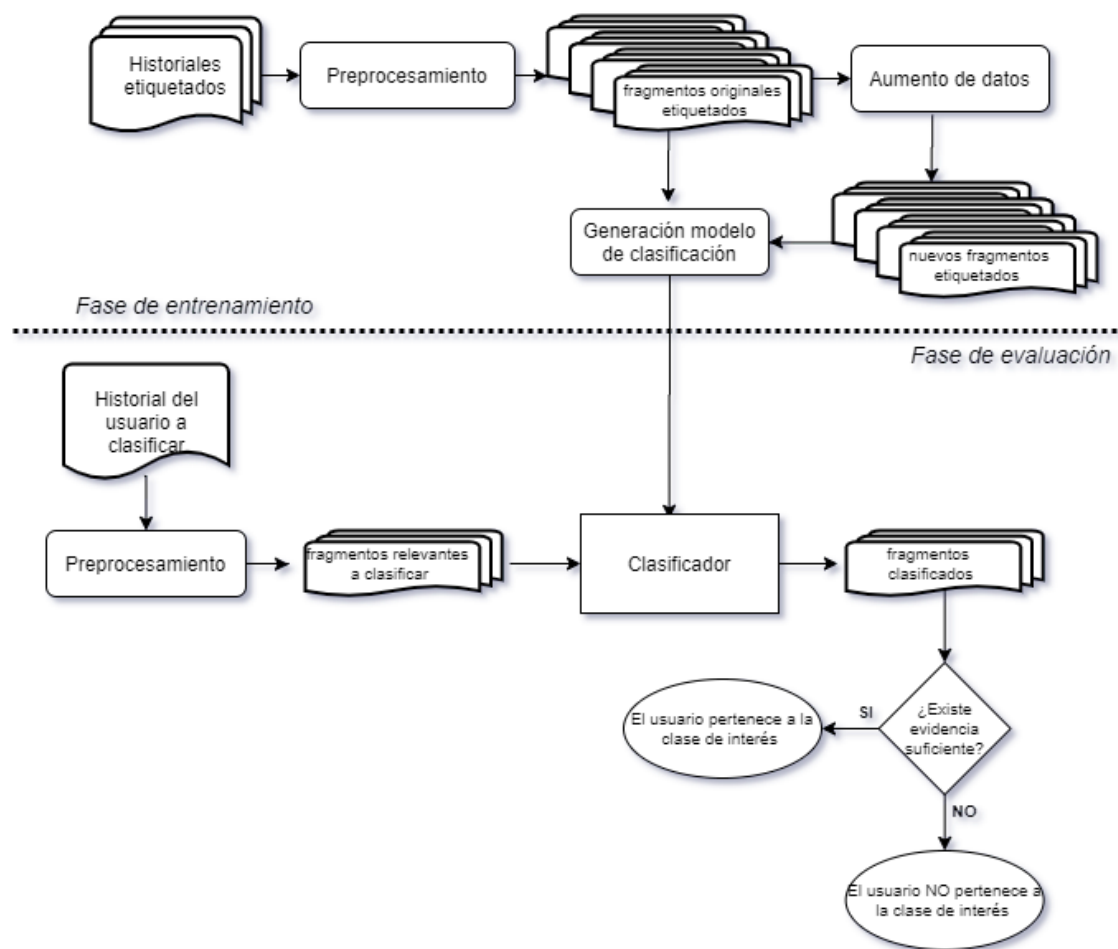 Historiales
etiquetados
Preprocesamiento
fragmentos originales
etiquetados
Aumento de datos
Generación modelo
de clasificación
nuevos fragmentos
etiquetados
Fase de entrenamiento
Fase de evaluación
Historial del
usuario a
clasificar
Preprocesamiento
fragmentos relevantes
a clasificar
Clasificador
fragmentos
clasificados
¿Existe
evidencia
suficiente?
SI
El usuario pertenece a la
clase de interés
NO
El usuario NO pertenece a
la clase de interés